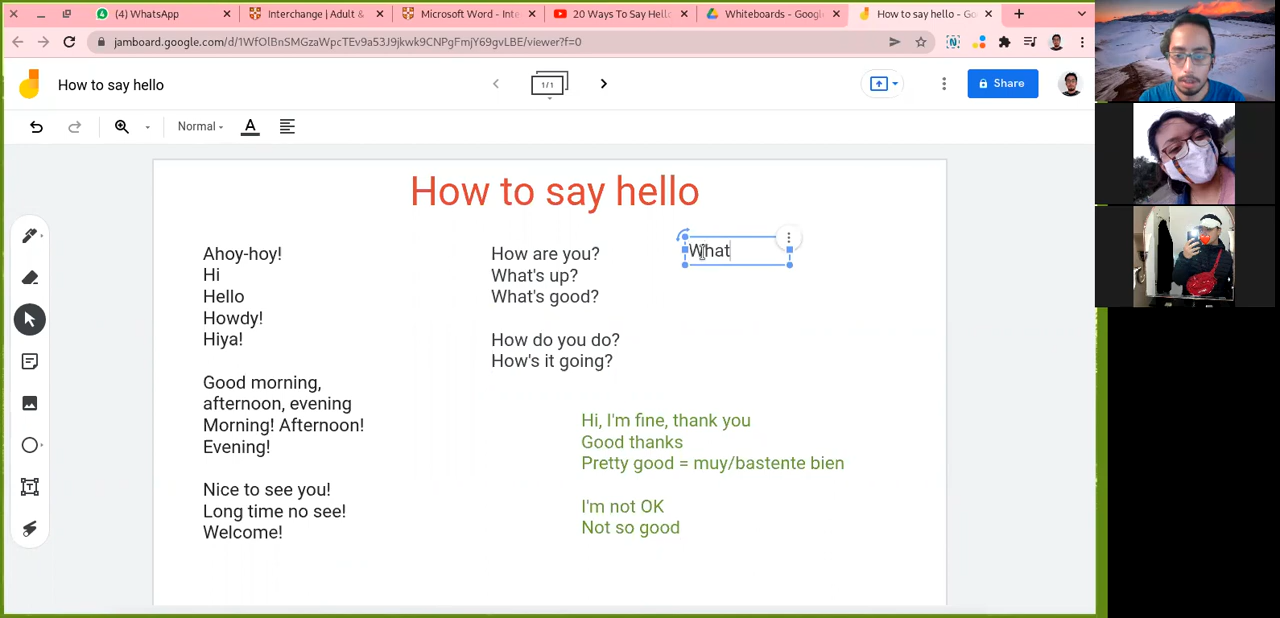 (4) WhatsApp
Interchange | Adult &
Microsoft Word - Inte
20 Ways To Say Hello
Whiteboards - Google
How to say hello - Go
jamboard.google.com/d/1WfOlBnSMGzaWpcTEv9a53J9jkwk9CNPgFmjY69gvLBE/viewer?f=0
How to say hello
1/1
Share
Normal
A
How to say hello
Ahoy-hoy!
Hi
Hello
Howdy!
Hiya!
Good morning,
afternoon, evening
Morning! Afternoon!
Evening!
Nice to see you!
Long time no see!
Welcome!
How are you?
What's up?
What's good?
How do you do?
How's it going?
What
Hi, I'm fine, thank you
Good thanks
Pretty good = muy/bastente bien
I'm not OK
Not so good